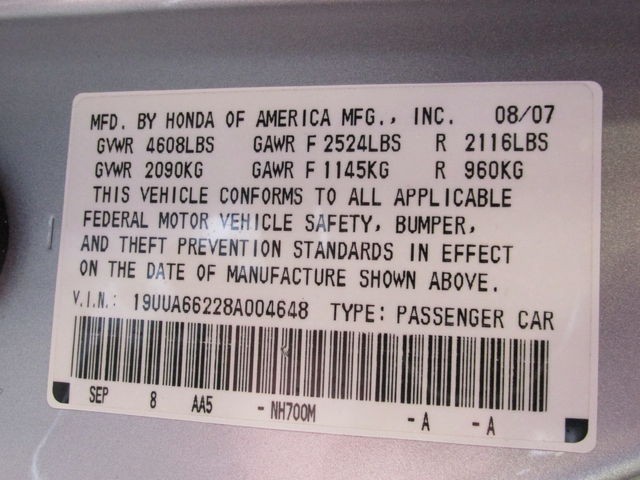 MFD. BY HONDA OF AMERICA MFG., INC. 08/07
GVWR 4608LBS GAWR F 2524LBS R 2116LBS
GVWR 2090KG GAWR F 1145KG R 960KG
THIS VEHICLE CONFORMS TO ALL APPLICABLE
FEDERAL MOTOR VEHICLE SAFETY, BUMPER,
AND THEFT PREVENTION STANDARDS IN EFFECT
ON THE DATE OF MANUFACTURE SHOWN ABOVE.
V.I.N.: 19UUA66228A004648 TYPE: PASSENGER CAR
SEP 8 AA5 - NH700M - A - A